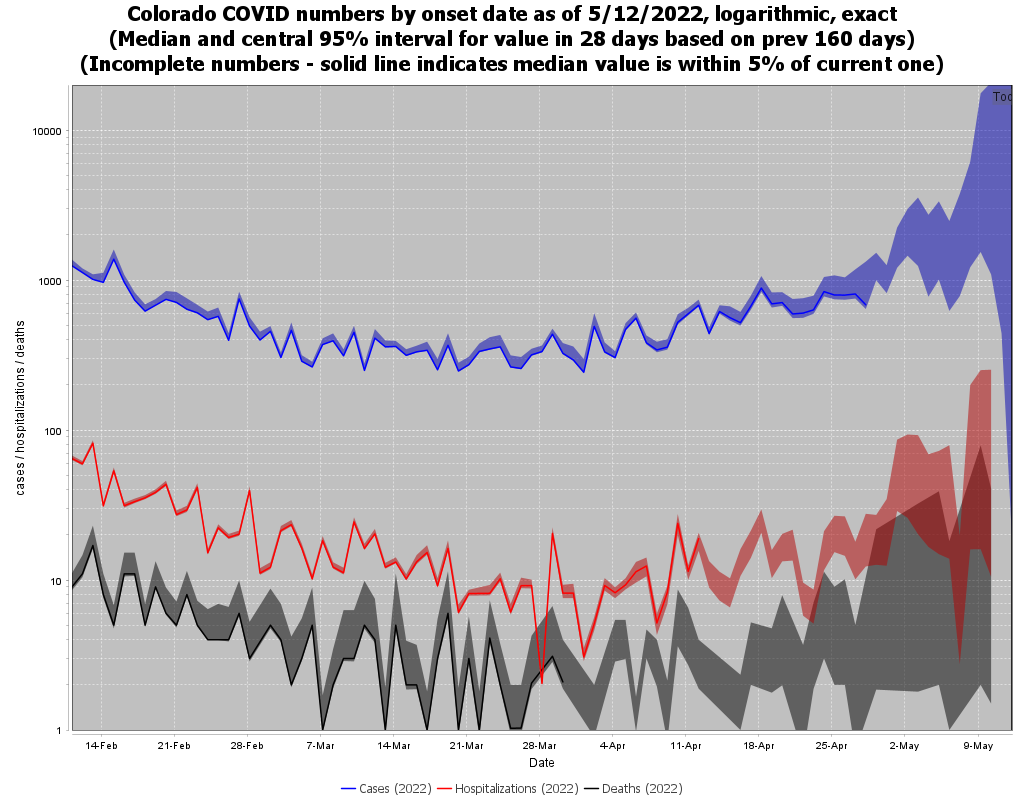 Colorado COVID numbers by onset date as of 5/12/2022, logarithmic, exact
(Median and central 95% interval for value in 28 days based on prev 160 days)
(Incomplete numbers - solid line indicates median value is within 5% of current one)
Too
10000
1000
100
10
1
cases / hospitalizations / deaths
14-Feb 21-Feb 28-Feb 7-Mar 14-Mar 21-Mar 28-Mar 4-Apr 11-Apr 18-Apr 25-Apr 2-May 9-May
Date
Cases (2022) Hospitalizations (2022) Deaths (2022)